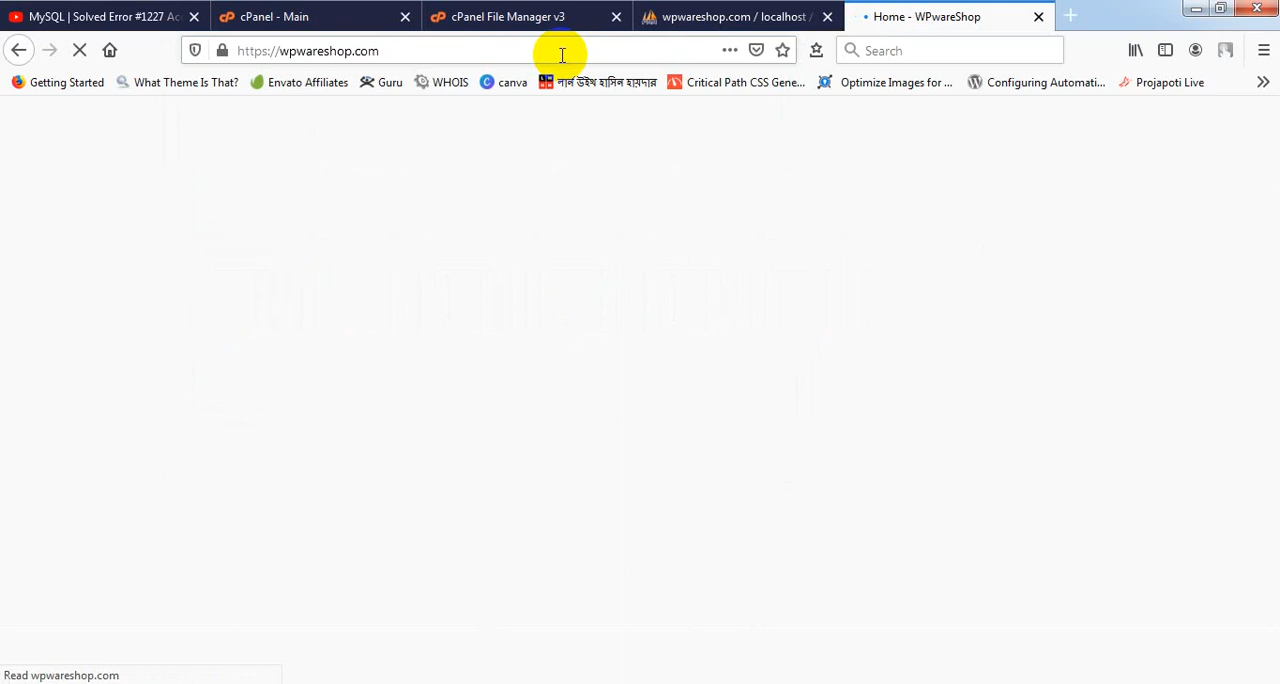 MySQL | Solved Error #1227 Ac
cPanel - Main
cPanel File Manager v3
wpwareshop.com / localhost /
Home - WPwareShop
https://wpwareshop.com
Search
Getting Started
What Theme Is That?
Envato Affiliates
Guru
WHOIS
canva
লার্ন উইথ হাসিন হায়দার
Critical Path CSS Gene...
Optimize Images for ...
Configuring Automati...
Projapoti Live
Read wpwareshop.com